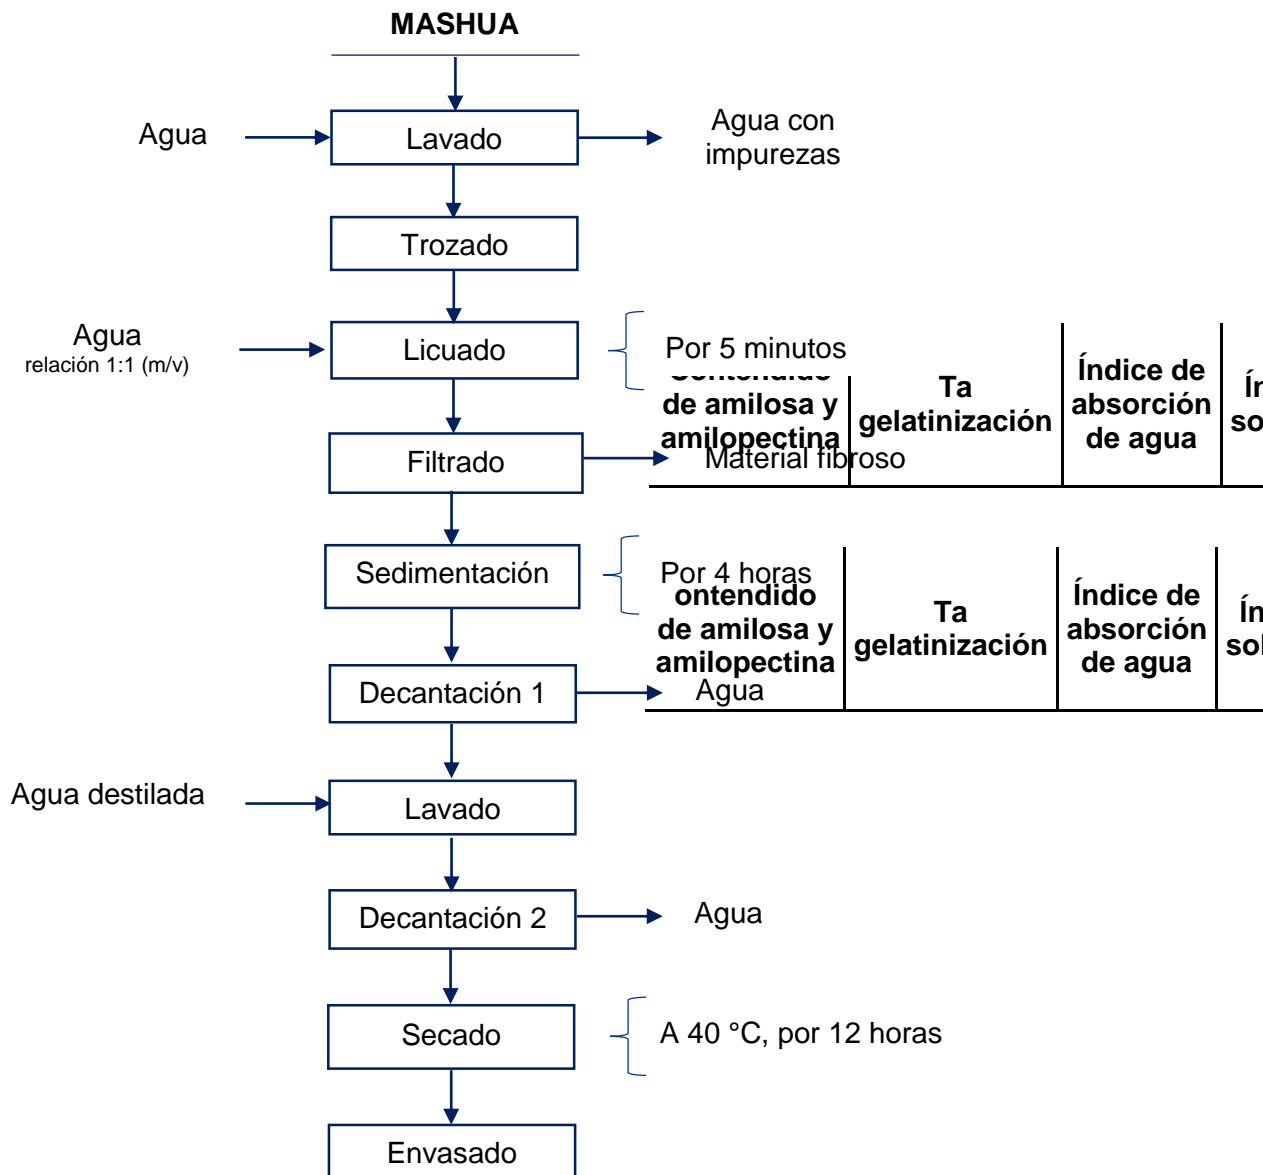 MASHUA
Agua
Lavado
Agua con
impurezas
Trozado
Agua
relación 1:1 (m/v)
Licuado
Por 5 minutos
de amilosa y
amilopectina
Ta
gelatinización
Índice de
absorción
de agua
Filtrado
Material fibroso
Sedimentación
Por 4 horas
ontendido
de amilosa y
amilopectina
Ta
gelatinización
Índice de
absorción
de agua
Decantación 1
Agua
Agua destilada
Lavado
Decantación 2
Agua
Secado
A 40 °C, por 12 horas
Envasado